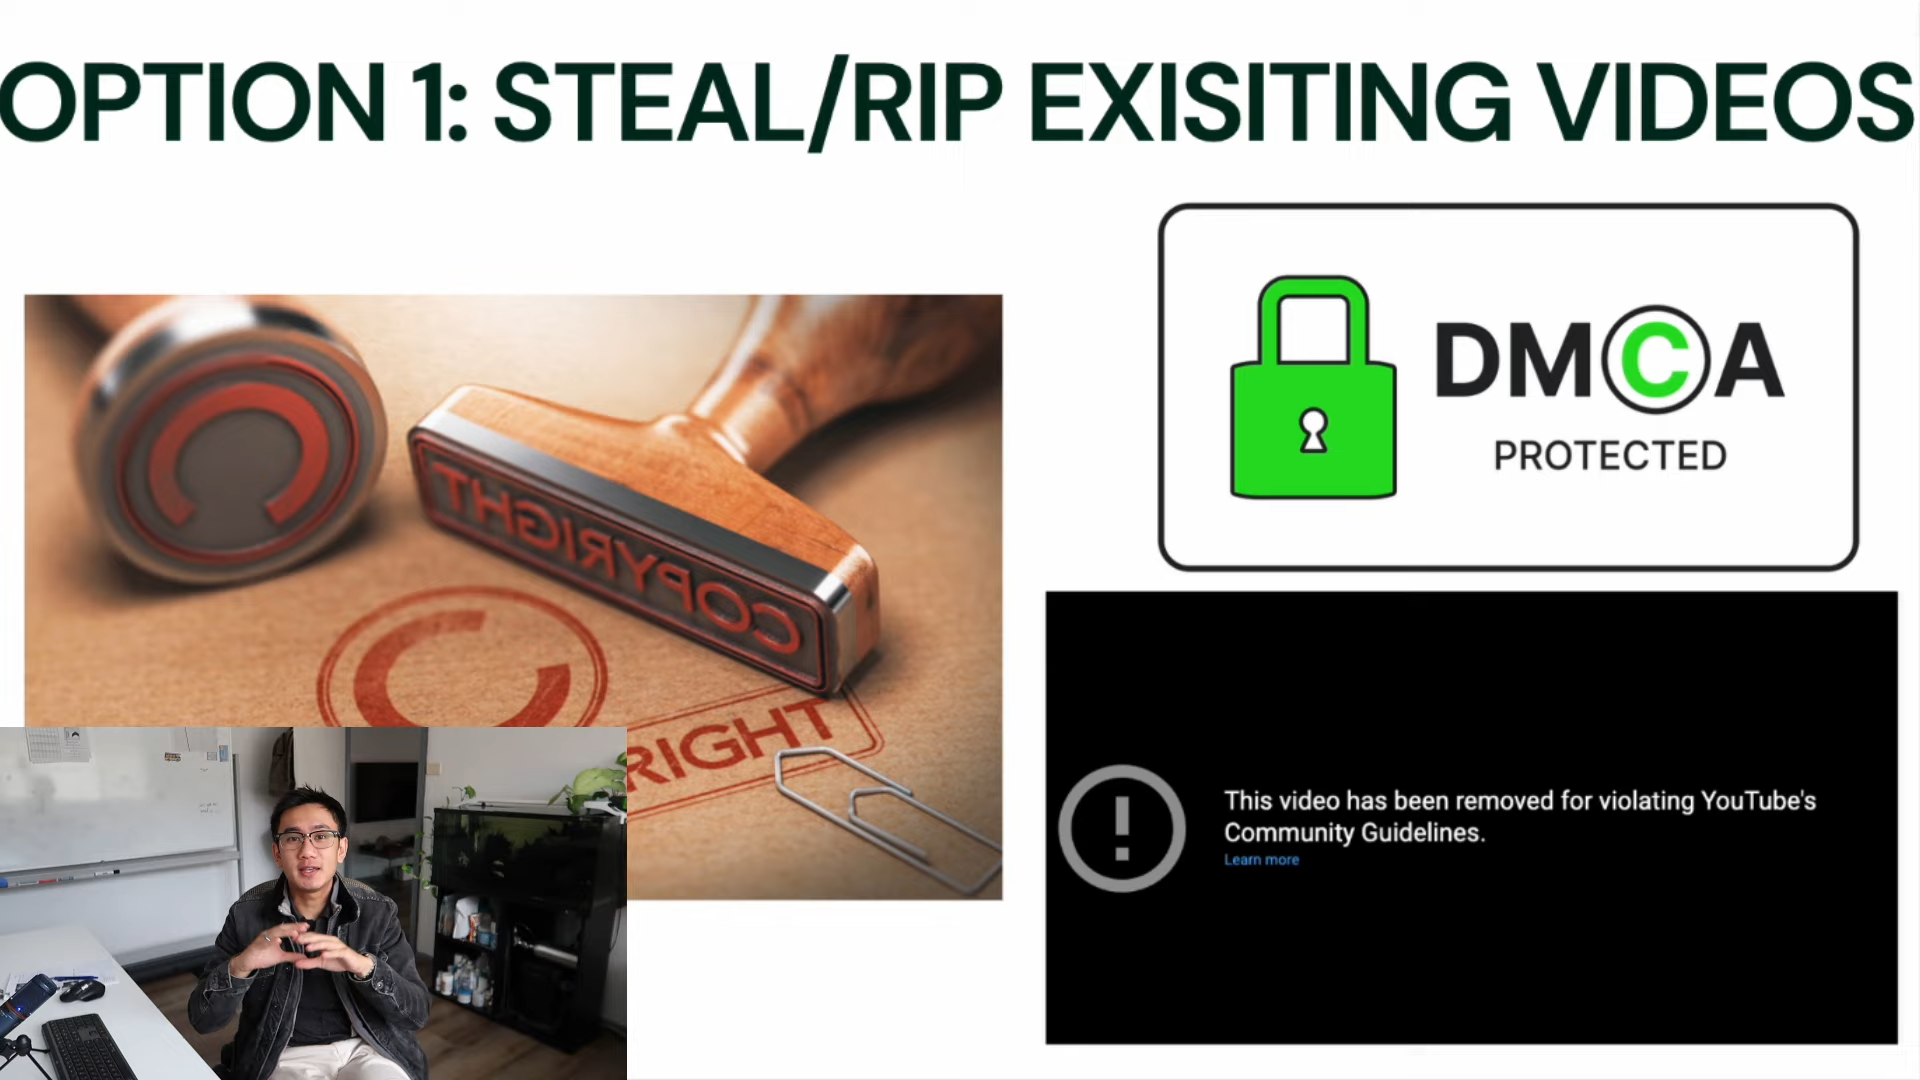 OPTION 1: STEAL/RIP EXISITING VIDEOS
DMCA
PROTECTED
COPYRIGHT
RIGHT
This video has been removed for violating YouTube's
Community Guidelines.
Learn more